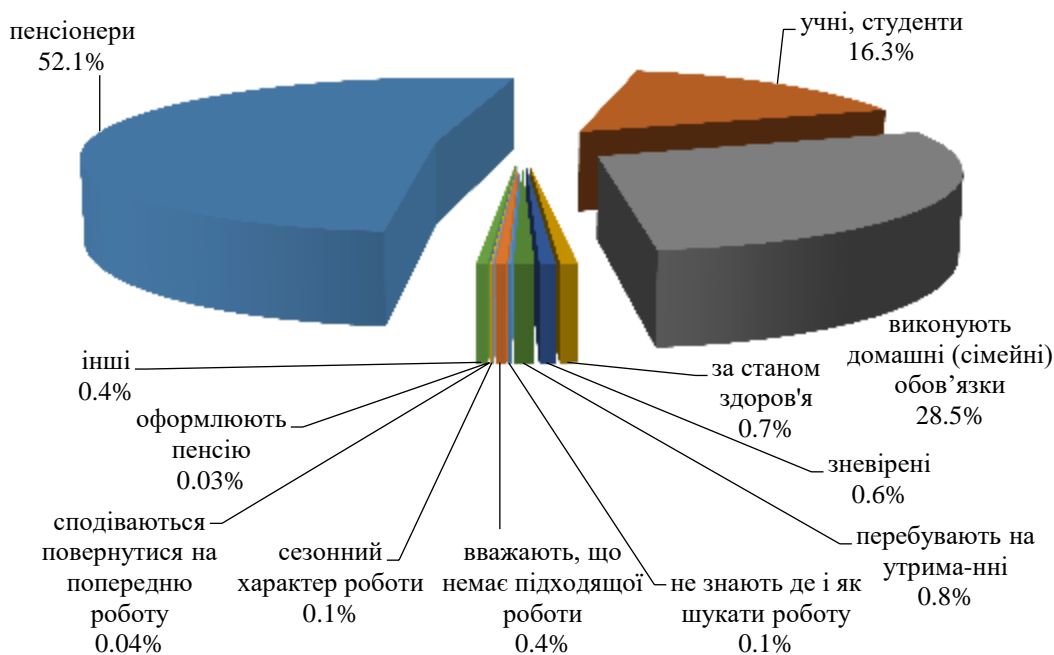 пенсіонери
52.1%
учні, студенти
16.3%
виконують
домашні (сімейні)
обов’язки
28.5%
за станом
здоров'я
0.7%
зневірені
0.6%
перебувають на
утрима-нні
0.8%
не знають де і як
шукати роботу
0.1%
вважають, що
немає підходящої
роботи
0.4%
сезонний
характер роботи
0.1%
сподіваються
повернутися на
попередню
роботу
0.04%
оформлюють
пенсію
0.03%
інші
0.4%